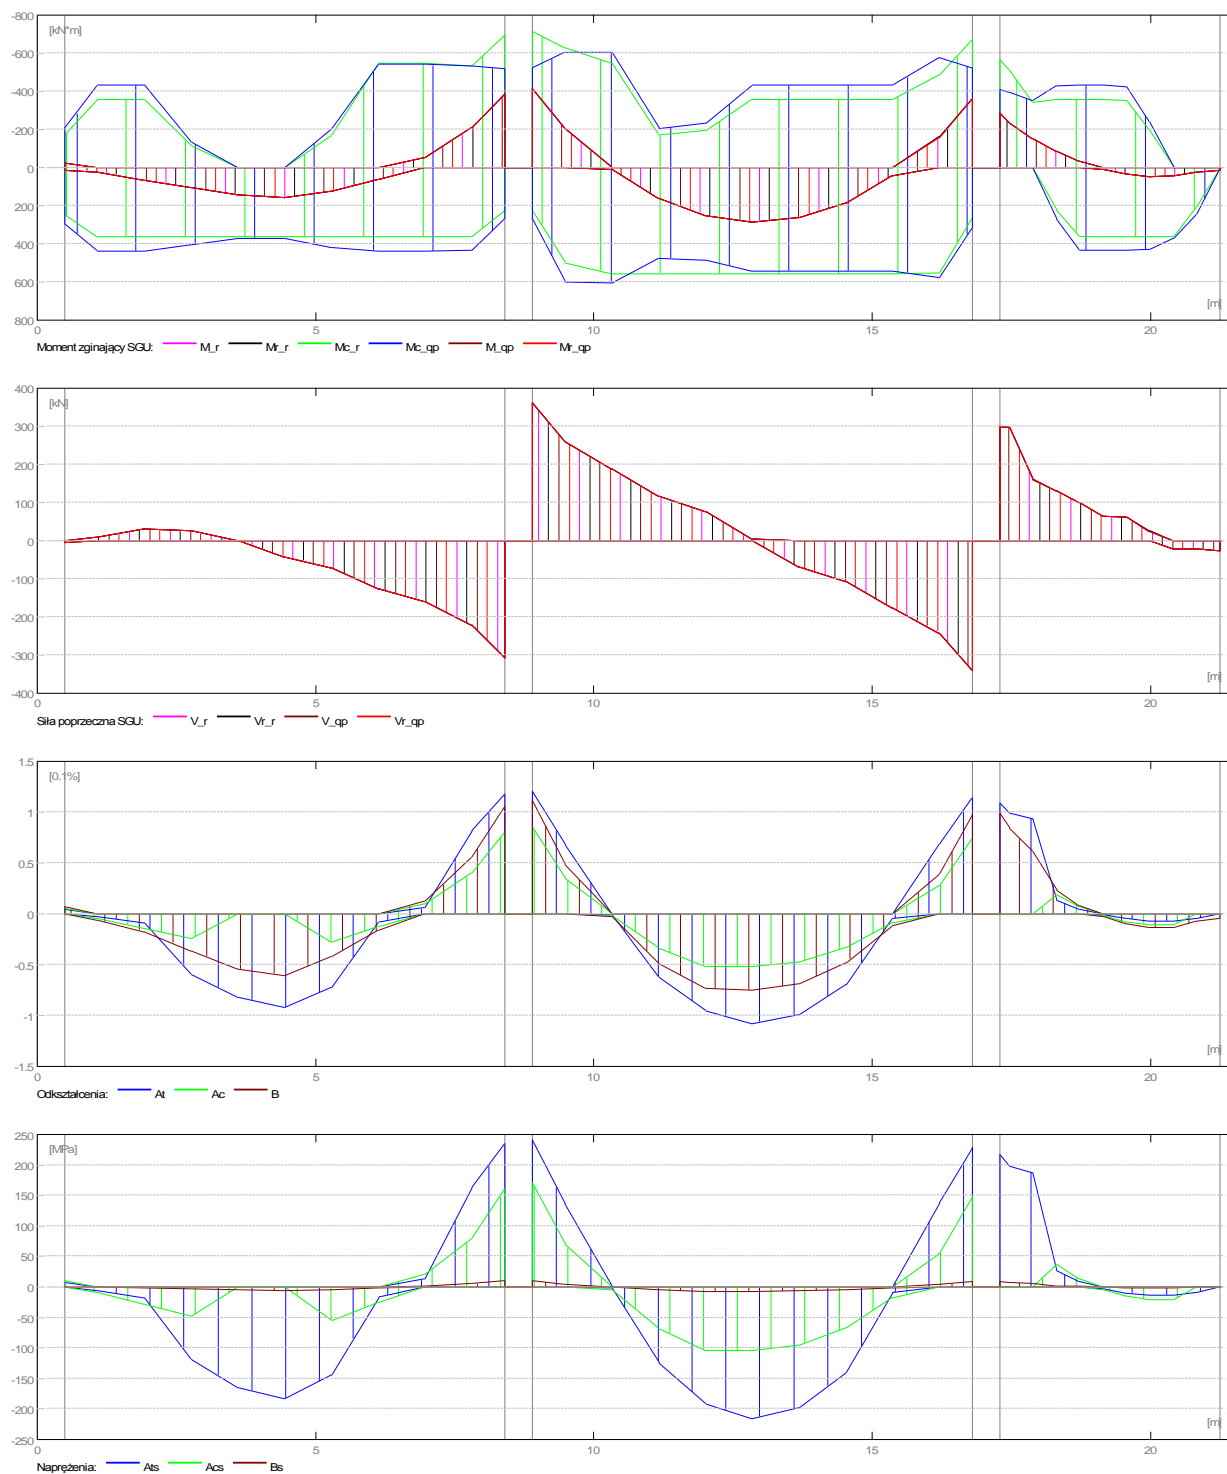 -800
[kN*m]
-600
-400
-200
0
200
400
600
[m]
800
0 5 10 15 20
Moment zginający SGU: M_r Mr_r Mc_r Mc_qp M_qp Mr_qp
400
[kN]
300
200
100
0
-100
-200
-300
[m]
-400
0 5 10 15 20
Siła poprzeczna SGU: V_r Vr_r V_qp Vr_qp
1.5
[0.1%]
1
0.5
0
-0.5
-1
[m]
-1.5
0 5 10 15 20
Odkształcenia: At Ac B
250
[MPa]
200
150
100
50
0
-50
-100
-150
-200
[m]
-250
0 5 10 15 20
Naprężenia: Ats Acs Bs